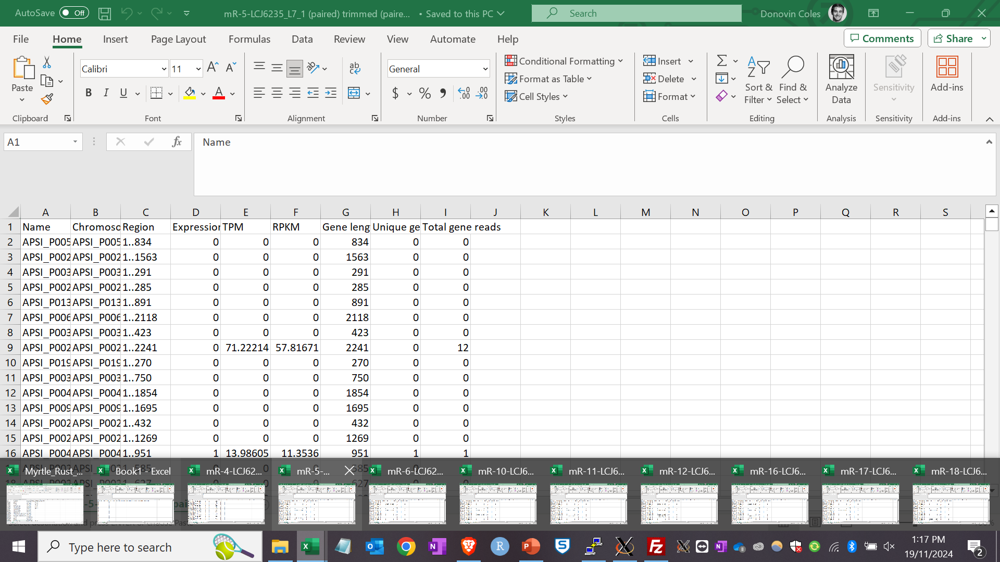 AutoSave Off mR-5-LCJ6235_L7_1 (paired) trimmed (paire... • Saved to this PC Search Donovin Coles
File Home Insert Page Layout Formulas Data Review View Automate Help Comments Share
Calibri 11 General Conditional Formatting Insert
Paste Format as Table Delete Sort & Filter Find & Select Analyze Data Sensitivity Add-ins
B I U $ % Cell Styles Format
Clipboard Font Alignment Number Styles Cells Editing Analysis Sensitivity Add-ins
A1 fx Name
A B C D E F G H I J K L M N O P Q R S
1 Name Chromoso Region Expression TPM RPKM Gene leng Unique ge Total gene reads
2 APSI_P005 APSI_P005 1..834 0 0 0 834 0 0
3 APSI_P002 APSI_P002 1..1563 0 0 0 1563 0 0
4 APSI_P003 APSI_P003 1..291 0 0 0 291 0 0
5 APSI_P002 APSI_P002 1..285 0 0 0 285 0 0
6 APSI_P013 APSI_P013 1..891 0 0 0 891 0 0
7 APSI_P006 APSI_P006 1..2118 0 0 0 2118 0 0
8 APSI_P003 APSI_P003 1..423 0 0 0 423 0 0
9 APSI_P002 APSI_P002 1..2241 0 71.22214 57.81671 2241 0 12
10 APSI_P019 APSI_P019 1..270 0 0 0 270 0 0
11 APSI_P003 APSI_P003 1..750 0 0 0 750 0 0
12 APSI_P004 APSI_P004 1..1854 0 0 0 1854 0 0
13 APSI_P009 APSI_P009 1..1695 0 0 0 1695 0 0
14 APSI_P002 APSI_P002 1..432 0 0 0 432 0 0
15 APSI_P002 APSI_P002 1..1269 0 0 0 1269 0 0
16 APSI_P004 APSI_P004 1..951 1 13.98605 11.3536 951 1 1
Myrtle_Rust_... Book1 - Excel mR-4-LCJ62... mR-5-... mR-6-LCJ62... mR-10-LCJ6... mR-11-LCJ6... mR-12-LCJ6... mR-16-LCJ6... mR-17-LCJ6... mR-18-LCJ6...
Type here to search 1:17 PM
19/11/2024 2